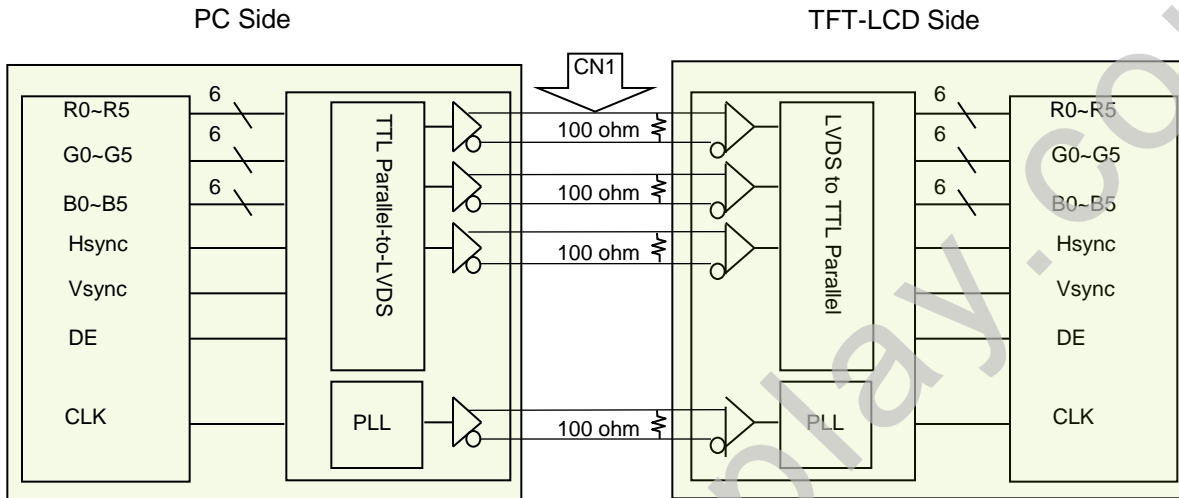 PC Side
TFT-LCD Side
CN1
R0~R5
6
G0~G5
6
B0~B5
6
Hsync
Vsync
DE
CLK
TTL Parallel-to-LVDS
PLL
100 ohm
100 ohm
100 ohm
100 ohm
LVDS to TTL Parallel
PLL
6
R0~R5
6
G0~G5
6
B0~B5
Hsync
Vsync
DE
CLK
play.co